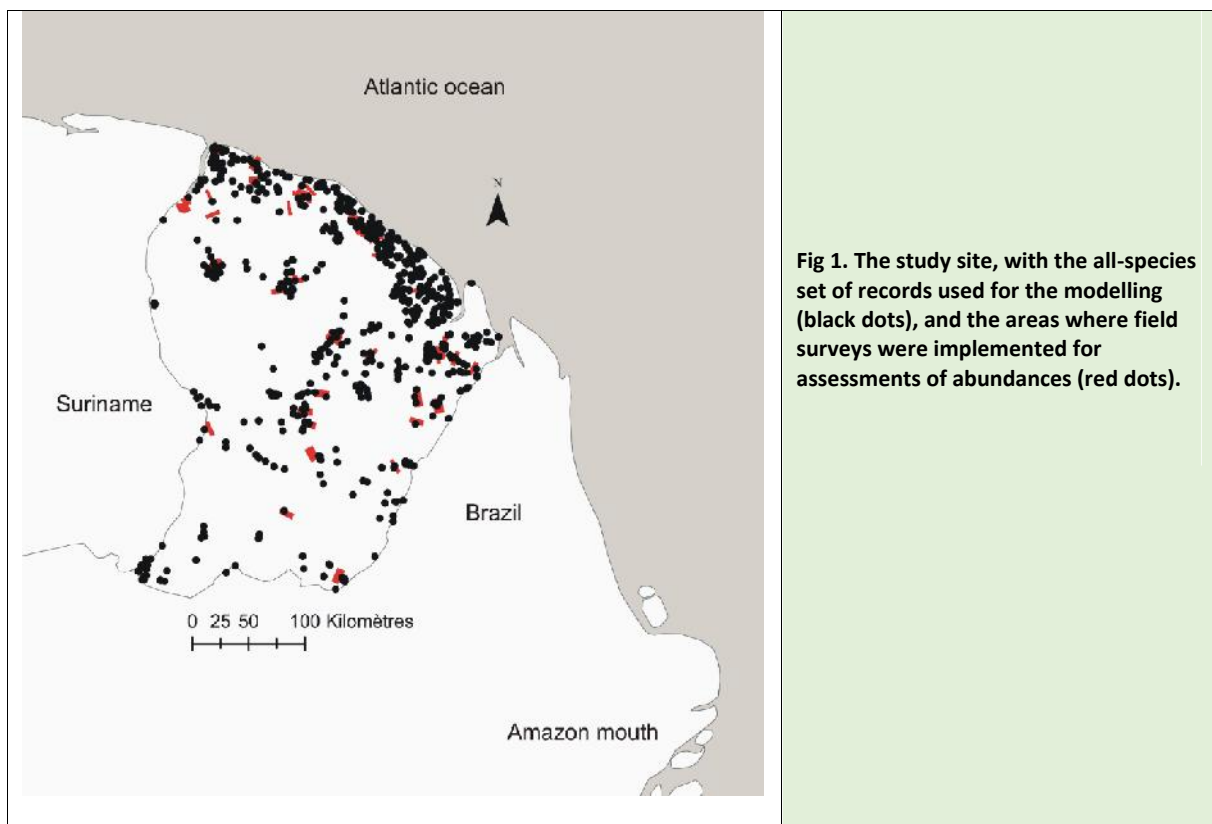 Atlantic ocean
N
Suriname
Brazil
0 25 50 100 Kilomètres
Amazon mouth
Fig 1. The study site, with the all-species
set of records used for the modelling
(black dots), and the areas where field
surveys were implemented for
assessments of abundances (red dots).